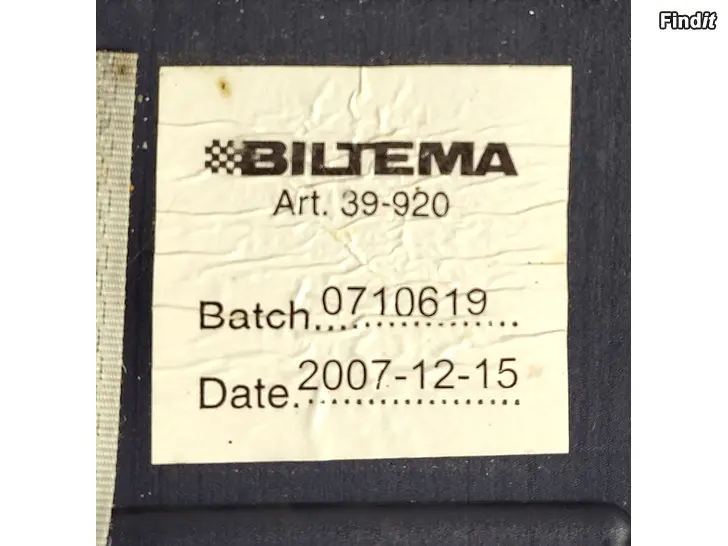 Findit
BILTEMA
Art. 39-920
Batch 0710619
Date. 2007-12-15